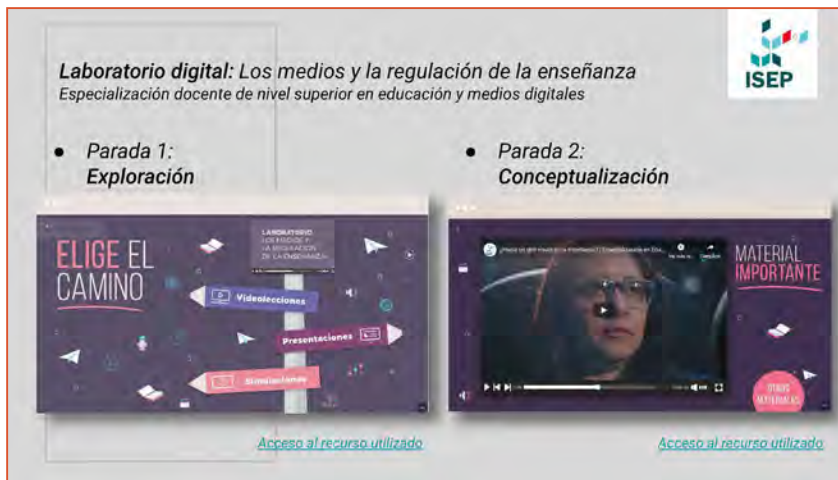 ISEP
Laboratorio digital: Los medios y la regulación de la enseñanza
Especialización docente de nivel superior en educación y medios digitales
● Parada 1:
Exploración
ELIGE EL
CAMINO
LABORATORIO
LOS MEDIOS Y
LA REGULACIÓN
DE LA ENSEÑANZA
Videolecciones
Presentaciones
Simulaciones
Acceso al recurso utilizado
● Parada 2:
Conceptualización
MATERIAL
IMPORTANTE
OTROS
MATERIALES
Acceso al recurso utilizado